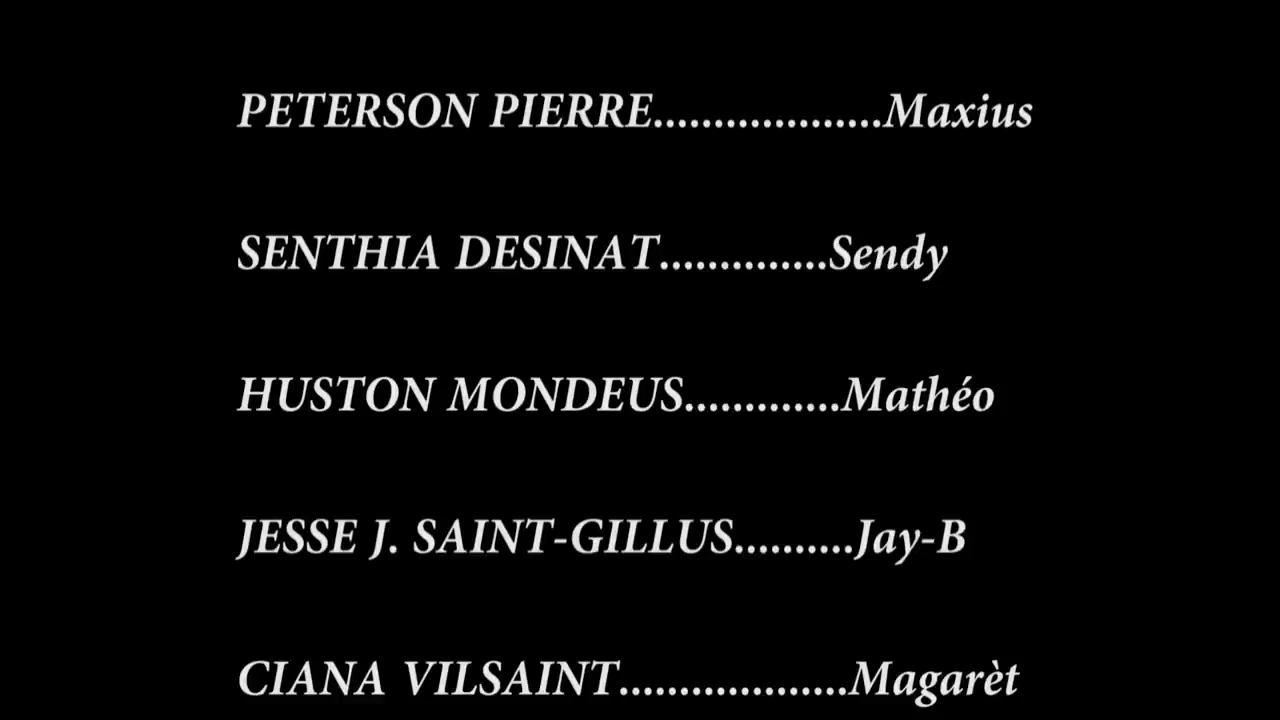 PETERSON PIERRE...................Maxius
SENTHIA DESINAT..............Sendy
HUSTON MONDEUS.............Mathéo
JESSE J. SAINT-GILLUS..........Jay-B
CIANA VILSAINT...................Magarèt